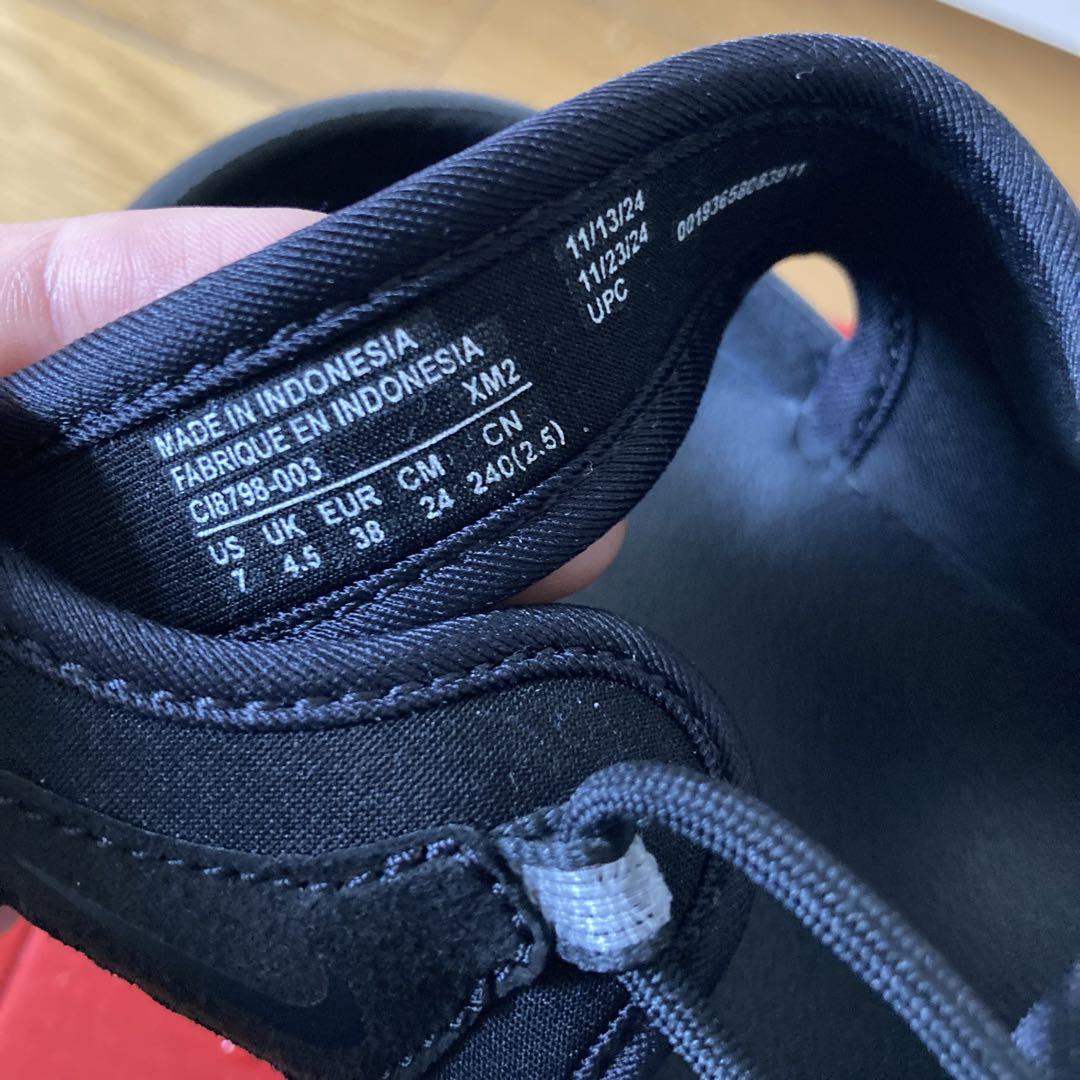 MADE IN INDONESIA
FABRIQUE EN INDONESIA
CI8798-003 XM2
US UK EUR CM CN
7 4.5 38 24 240(2.5)
11/13/24
11/23/24
UPC